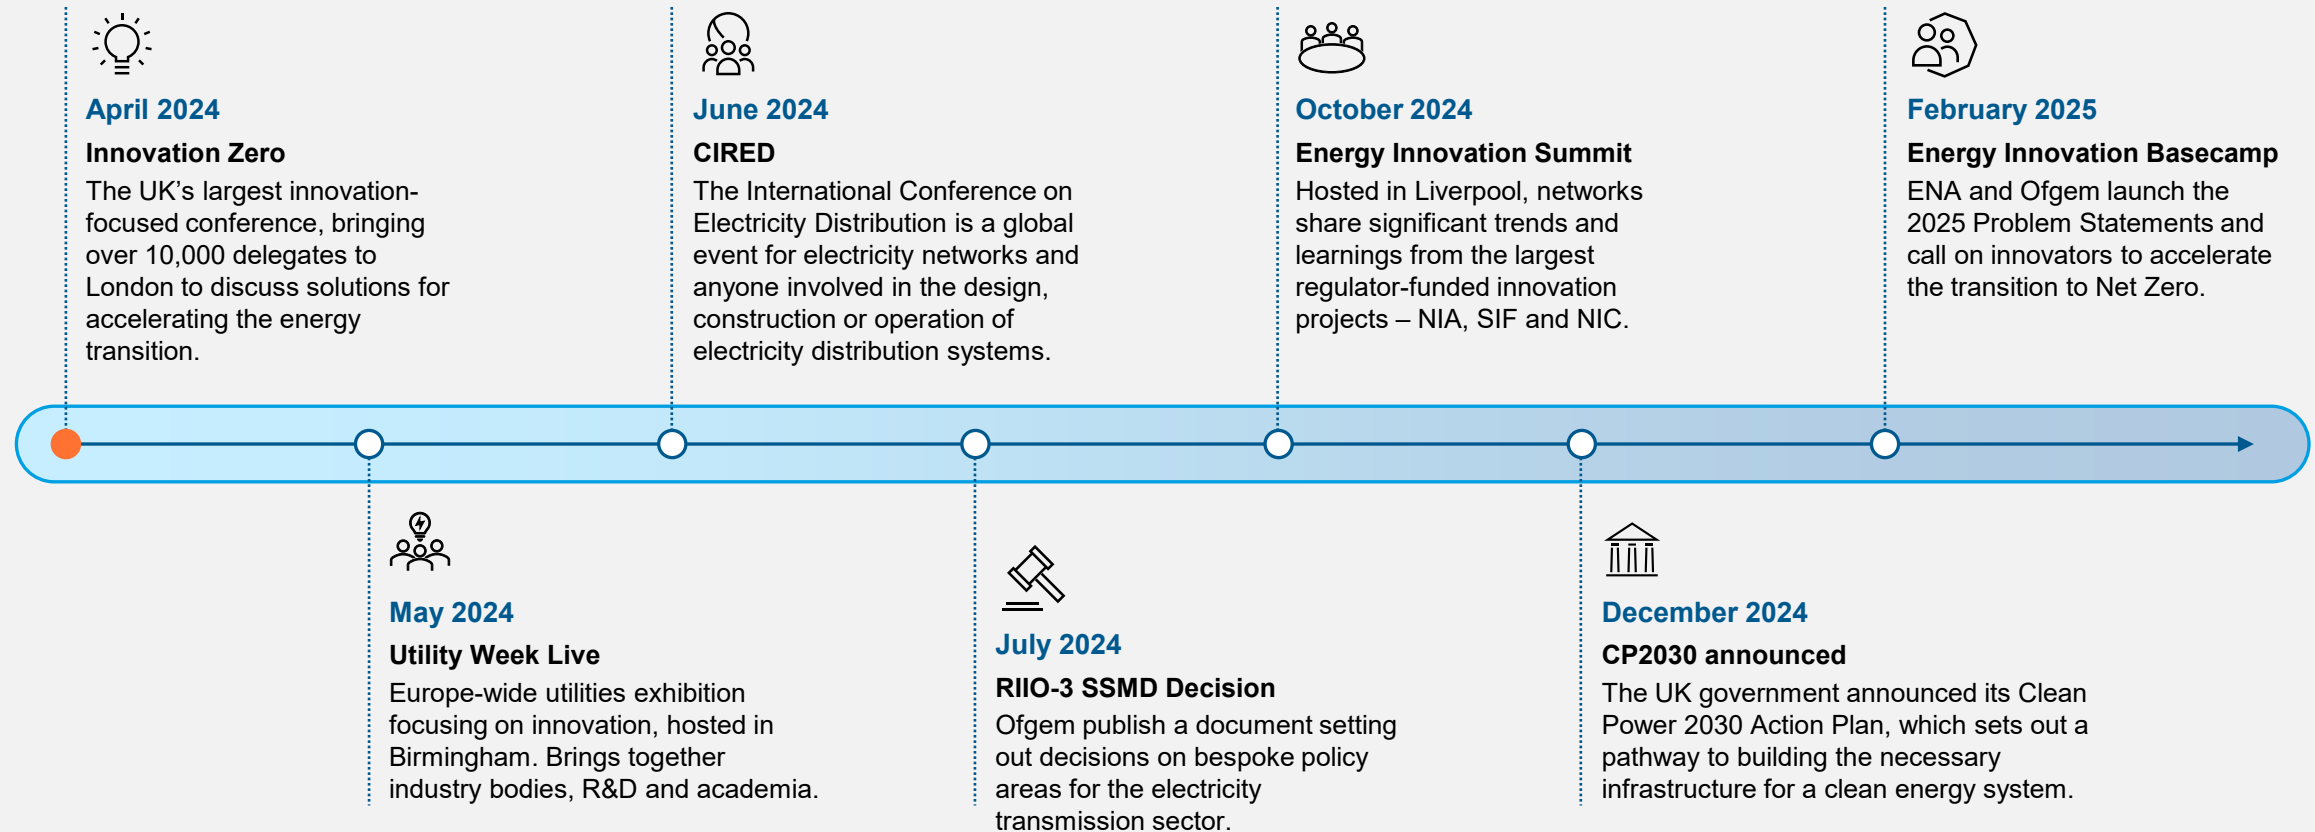 April 2024
Innovation Zero
The UK’s largest innovation-
focused conference, bringing
over 10,000 delegates to
London to discuss solutions for
accelerating the energy
transition.
June 2024
CIRED
The International Conference on
Electricity Distribution is a global
event for electricity networks and
anyone involved in the design,
construction or operation of
electricity distribution systems.
October 2024
Energy Innovation Summit
Hosted in Liverpool, networks
share significant trends and
learnings from the largest
regulator-funded innovation
projects – NIA, SIF and NIC.
February 2025
Energy Innovation Basecamp
ENA and Ofgem launch the
2025 Problem Statements and
call on innovators to accelerate
the transition to Net Zero.
May 2024
Utility Week Live
Europe-wide utilities exhibition
focusing on innovation, hosted in
Birmingham. Brings together
industry bodies, R&D and academia.
July 2024
RIIO-3 SSMD Decision
Ofgem publish a document setting
out decisions on bespoke policy
areas for the electricity
transmission sector.
December 2024
CP2030 announced
The UK government announced its Clean
Power 2030 Action Plan, which sets out a
pathway to building the necessary
infrastructure for a clean energy system.